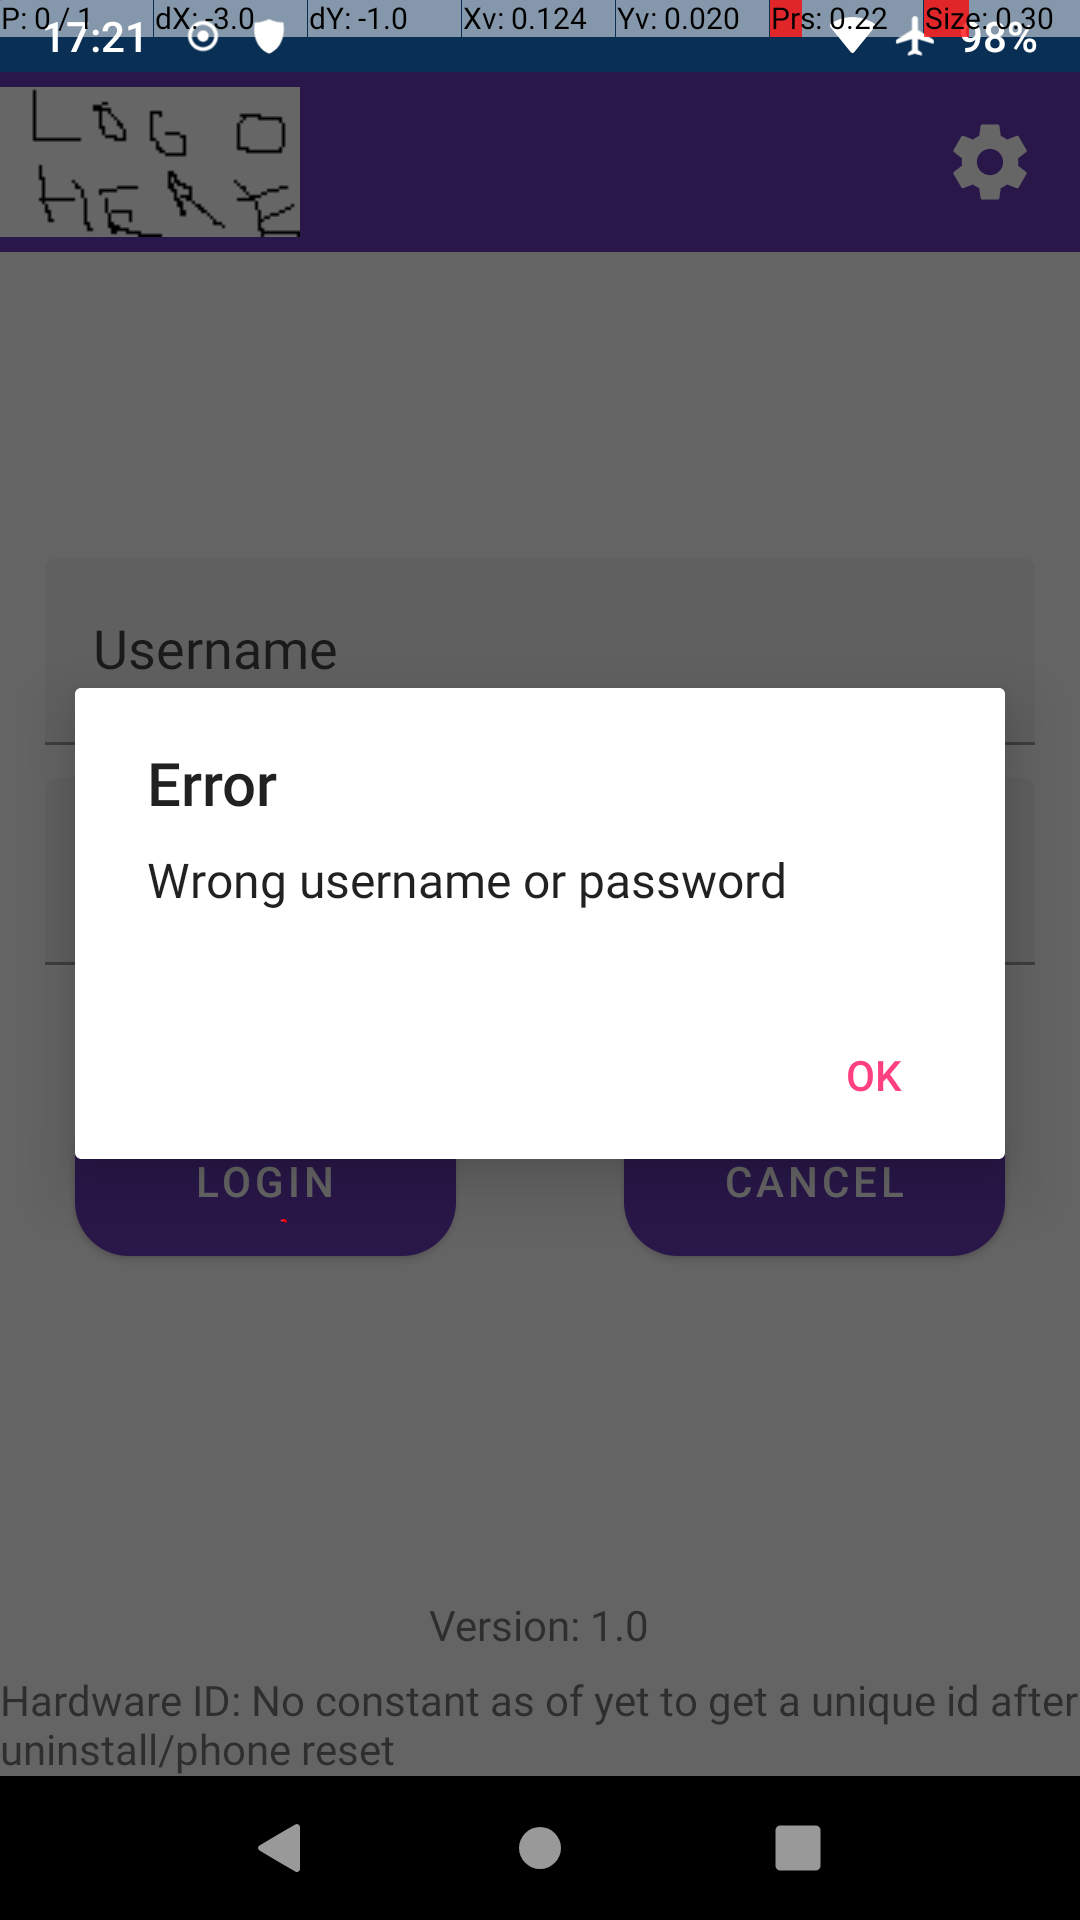 P: 0 / 1 dX: -3.0 dY: -1.0 Xv: 0.124 Yv: 0.020 Prs: 0.22 Size: 0.30
17:21 98%
LOGO
HERE
Username
Error
Wrong username or password
OK
LOGIN CANCEL
Version: 1.0
Hardware ID: No constant as of yet to get a unique id after
uninstall/phone reset